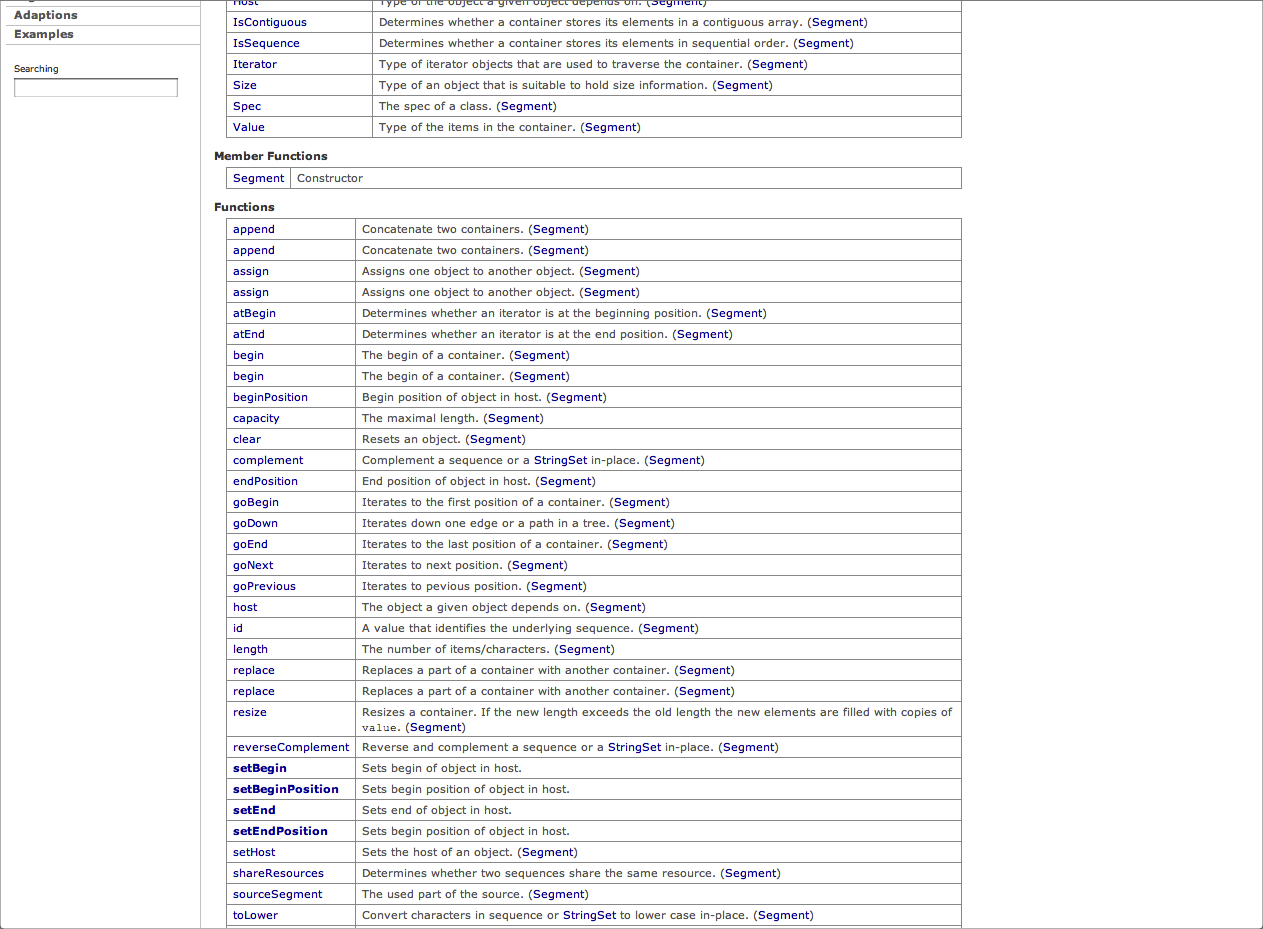 Adaptions
Examples
Searching
Host Type of the object a given object depends on. (Segment)
IsContiguous Determines whether a container stores its elements in a contiguous array. (Segment)
IsSequence Determines whether a container stores its elements in sequential order. (Segment)
Iterator Type of iterator objects that are used to traverse the container. (Segment)
Size Type of an object that is suitable to hold size information. (Segment)
Spec The spec of a class. (Segment)
Value Type of the items in the container. (Segment)
Member Functions
Segment Constructor
Functions
append Concatenate two containers. (Segment)
append Concatenate two containers. (Segment)
assign Assigns one object to another object. (Segment)
assign Assigns one object to another object. (Segment)
atBegin Determines whether an iterator is at the beginning position. (Segment)
atEnd Determines whether an iterator is at the end position. (Segment)
begin The begin of a container. (Segment)
begin The begin of a container. (Segment)
beginPosition Begin position of object in host. (Segment)
capacity The maximal length. (Segment)
clear Resets an object. (Segment)
complement Complement a sequence or a StringSet in-place. (Segment)
endPosition End position of object in host. (Segment)
goBegin Iterates to the first position of a container. (Segment)
goDown Iterates down one edge or a path in a tree. (Segment)
goEnd Iterates to the last position of a container. (Segment)
goNext Iterates to next position. (Segment)
goPrevious Iterates to pevious position. (Segment)
host The object a given object depends on. (Segment)
id A value that identifies the underlying sequence. (Segment)
length The number of items/characters. (Segment)
replace Replaces a part of a container with another container. (Segment)
replace Replaces a part of a container with another container. (Segment)
resize Resizes a container. If the new length exceeds the old length the new elements are filled with copies of
value. (Segment)
reverseComplement Reverse and complement a sequence or a StringSet in-place. (Segment)
setBegin Sets begin of object in host.
setBeginPosition Sets begin position of object in host.
setEnd Sets end of object in host.
setEndPosition Sets begin position of object in host.
setHost Sets the host of an object. (Segment)
shareResources Determines whether two sequences share the same resource. (Segment)
sourceSegment The used part of the source. (Segment)
toLower Convert characters in sequence or StringSet to lower case in-place. (Segment)